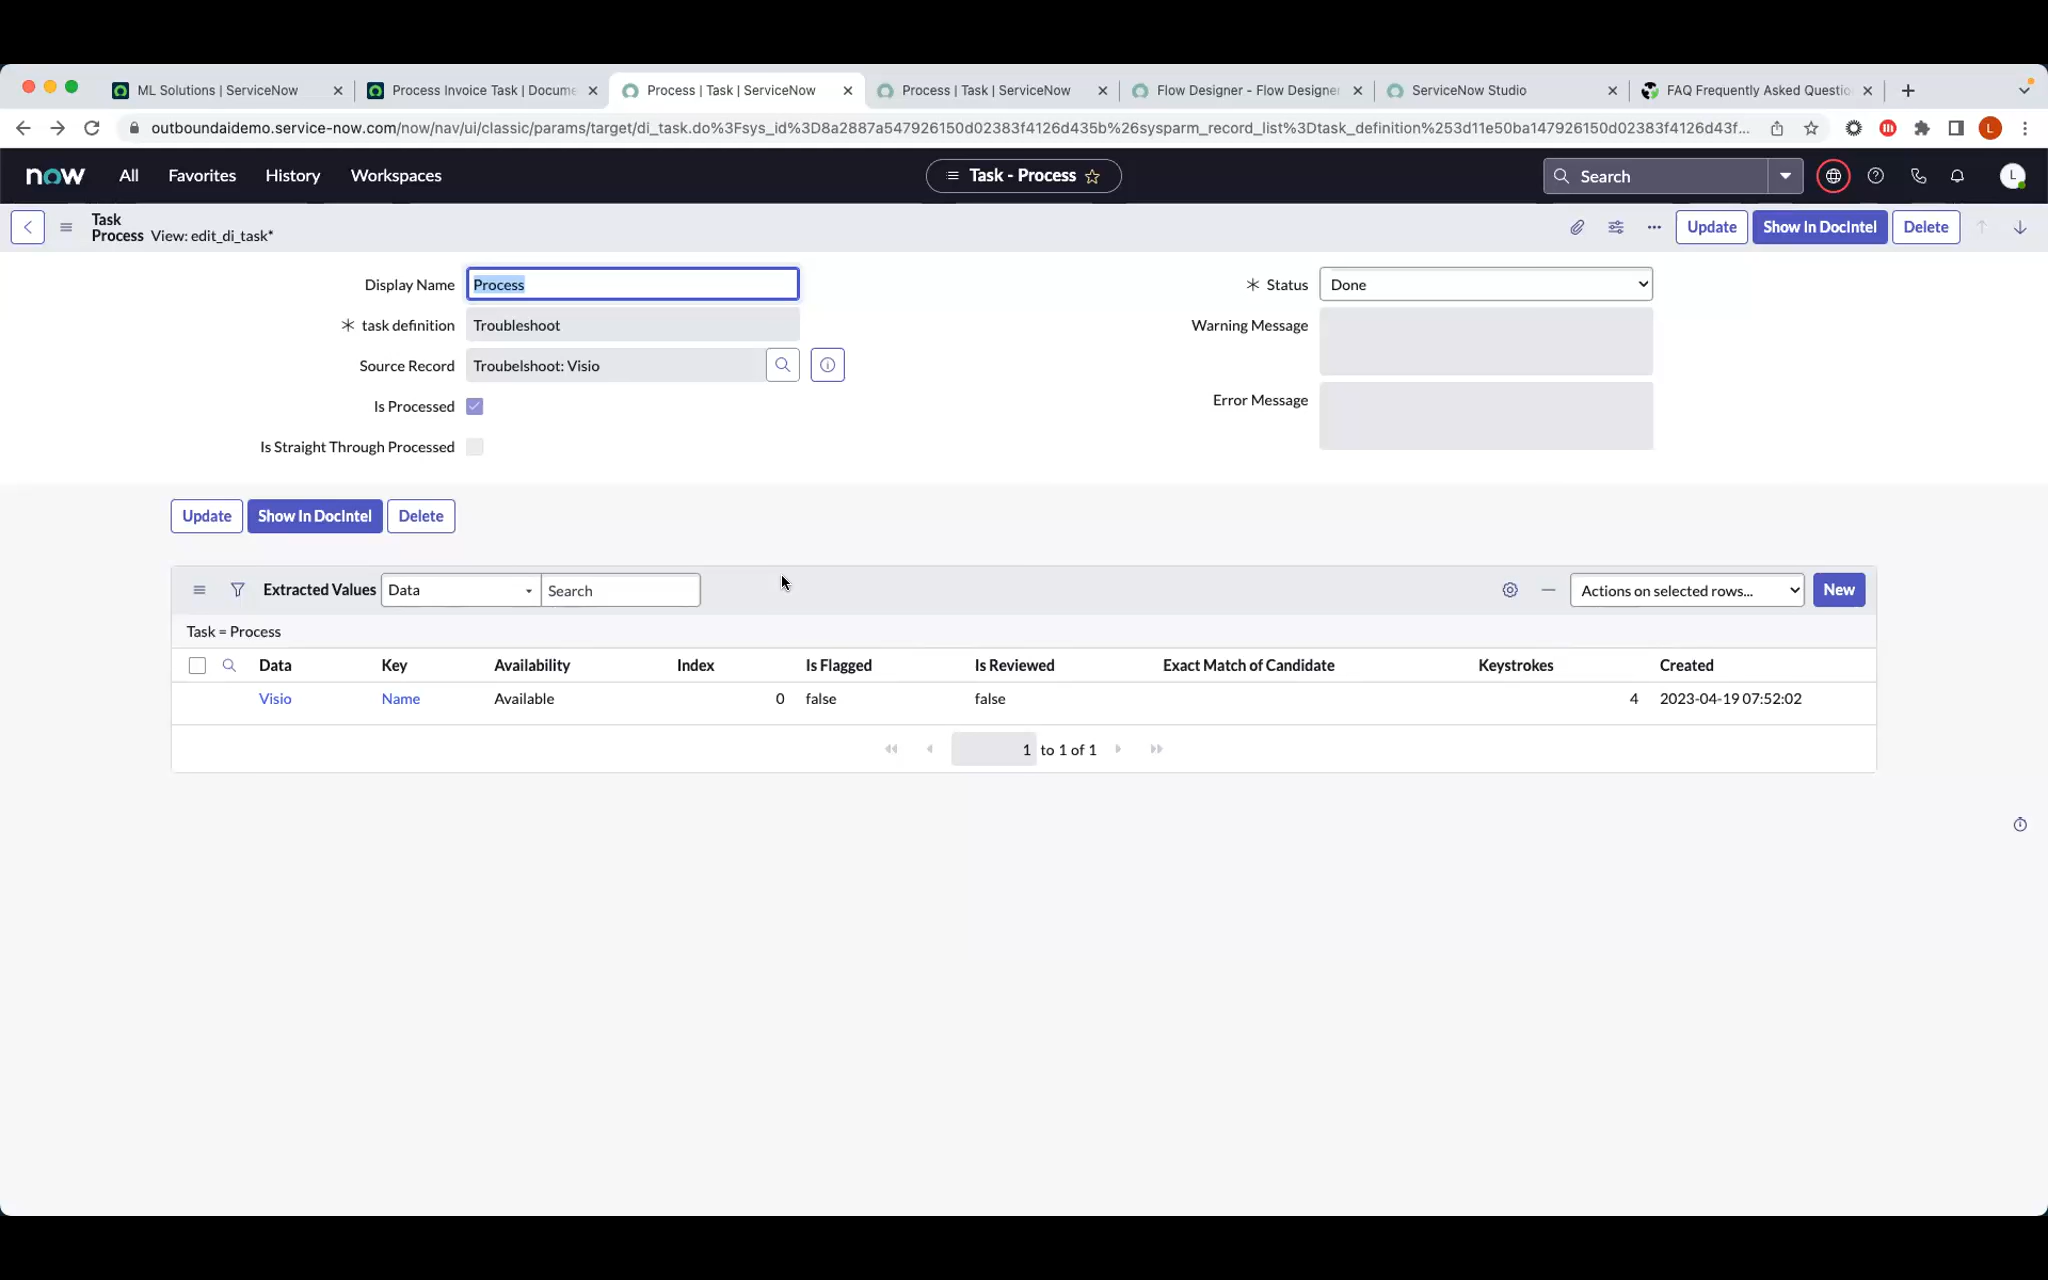 ML Solutions | ServiceNow
Process Invoice Task | Docume
Process | Task | ServiceNow
Process | Task | ServiceNow
Flow Designer - Flow Designer
ServiceNow Studio
FAQ Frequently Asked Questio
outboundaidemo.service-now.com/now/nav/ui/classic/params/target/di_task.do%3Fsys_id%3D8a2887a547926150d02383f4126d435b%26sysparm_record_list%3Dtask_definition%253d11e50ba147926150d02383f4126d43f...
L
now
All
Favorites
History
Workspaces
Task - Process
Search
L
Task
Process View: edit_di_task*
Update
Show In DocIntel
Delete
Display Name
Process
* Status
Done
* task definition
Troubleshoot
Warning Message
Source Record
Troubelshoot: Visio
Is Processed
Error Message
Is Straight Through Processed
Update
Show In DocIntel
Delete
Extracted Values
Data
Search
Actions on selected rows...
New
Task = Process
Data Key Availability Index Is Flagged Is Reviewed Exact Match of Candidate Keystrokes Created
Visio Name Available 0 false false 4 2023-04-19 07:52:02
1 to 1 of 1